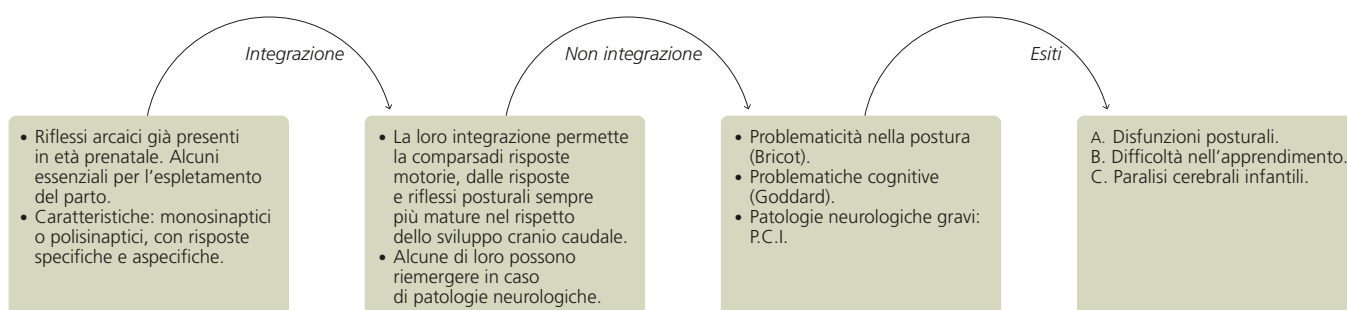 Integrazione
Non integrazione
Esiti
• Riflessi arcaici già presenti
in età prenatale. Alcuni
essenziali per l'espletamento
del parto.
• Caratteristiche: monosinaptici
o polisinaptici, con risposte
specifiche e aspecifiche.
• La loro integrazione permette
la comparsadi risposte
motorie, dalle risposte
e riflessi posturali sempre
più mature nel rispetto
dello sviluppo cranio caudale.
• Alcune di loro possono
riemergere in caso
di patologie neurologiche.
• Problematicità nella postura
(Bricot).
• Problematiche cognitive
(Goddard).
• Patologie neurologiche gravi:
P.C.I.
A. Disfunzioni posturali.
B. Difficoltà nell'apprendimento.
C. Paralisi cerebrali infantili.